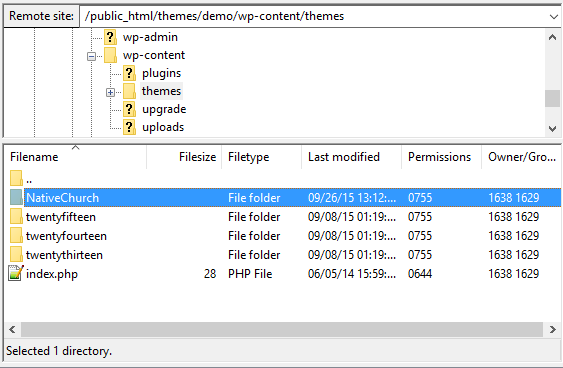 Remote site: /public_html/themes/demo/wp-content/themes
wp-admin
wp-content
plugins
themes
upgrade
uploads
Filename Filesize Filetype Last modified Permissions Owner/Gro...
..
NativeChurch File folder 09/26/15 13:12:... 0755 1638 1629
twentyfifteen File folder 09/08/15 01:19:... 0755 1638 1629
twentyfourteen File folder 09/08/15 01:19:... 0755 1638 1629
twentythirteen File folder 09/08/15 01:19:... 0755 1638 1629
index.php 28 PHP File 06/05/14 15:59:... 0644 1638 1629
Selected 1 directory.